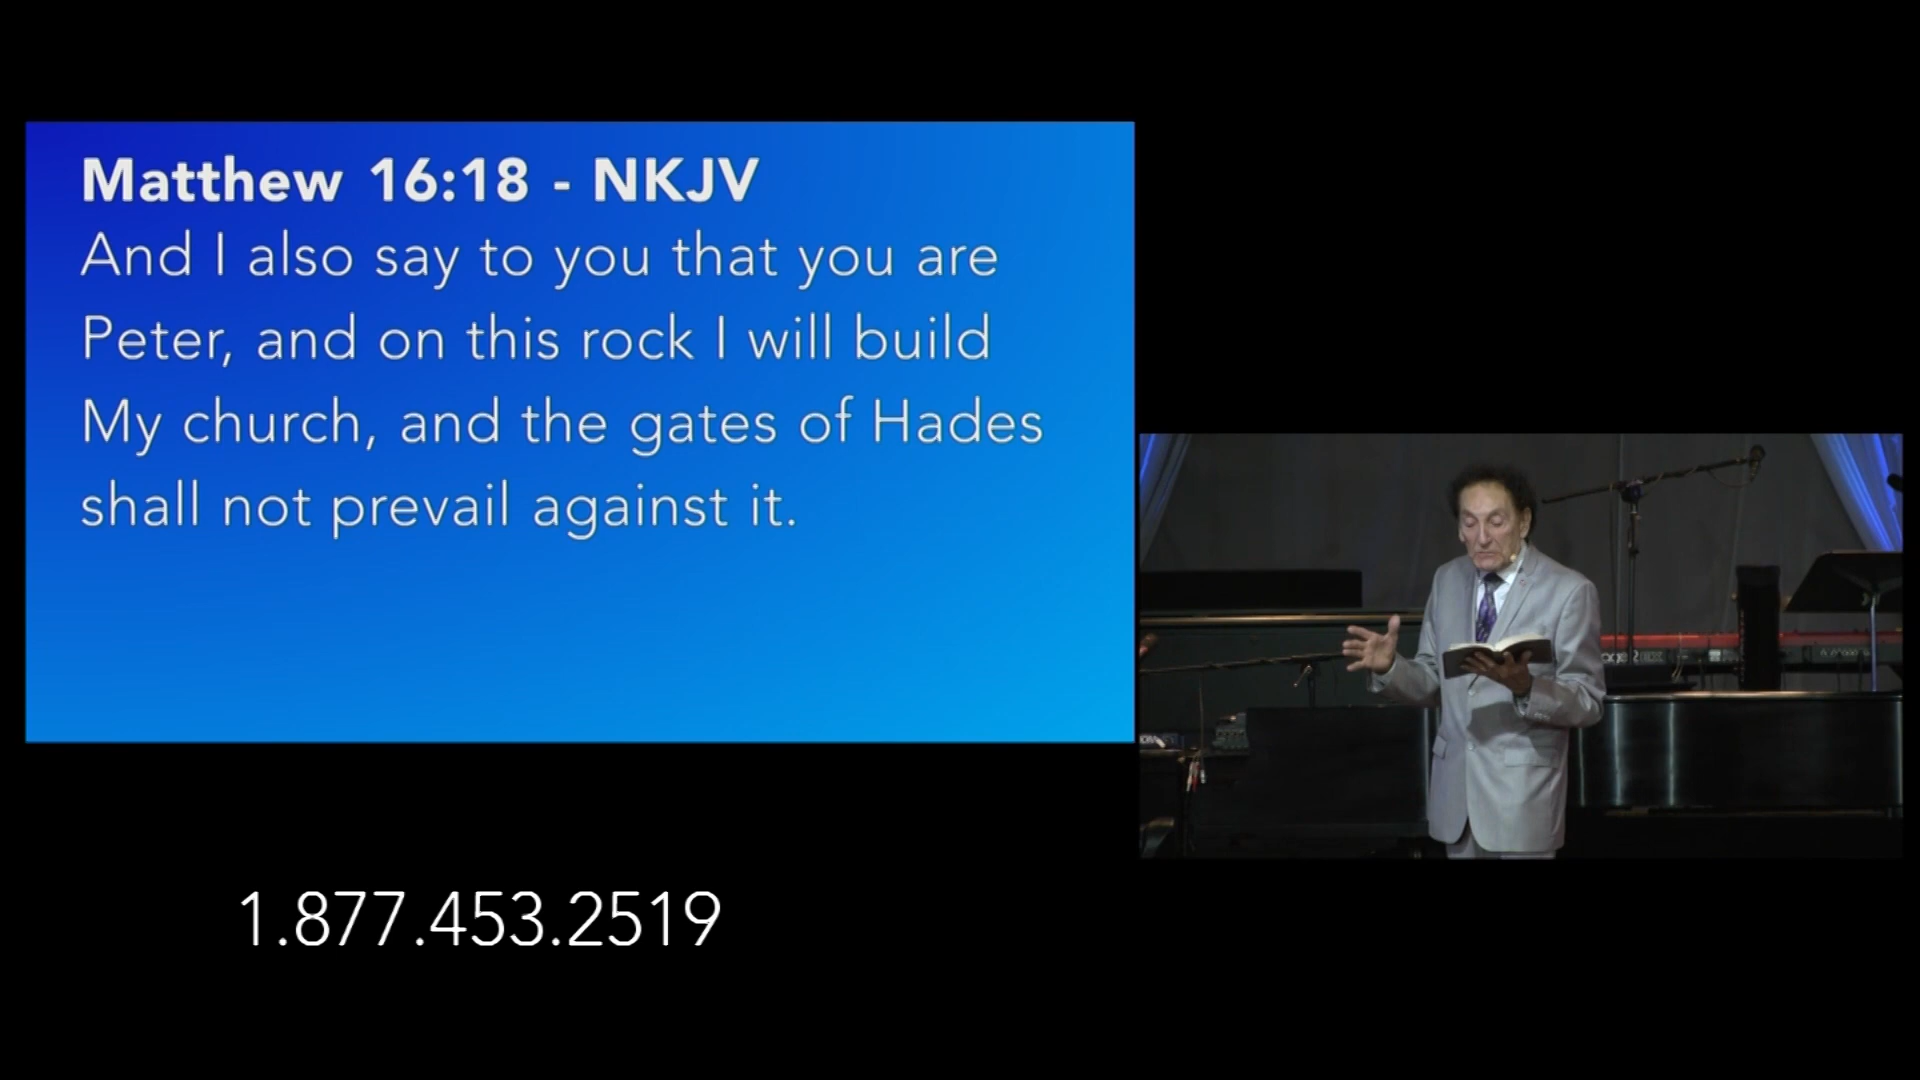 Matthew 16:18 - NKJV
And I also say to you that you are
Peter, and on this rock I will build
My church, and the gates of Hades
shall not prevail against it.
1.877.453.2519